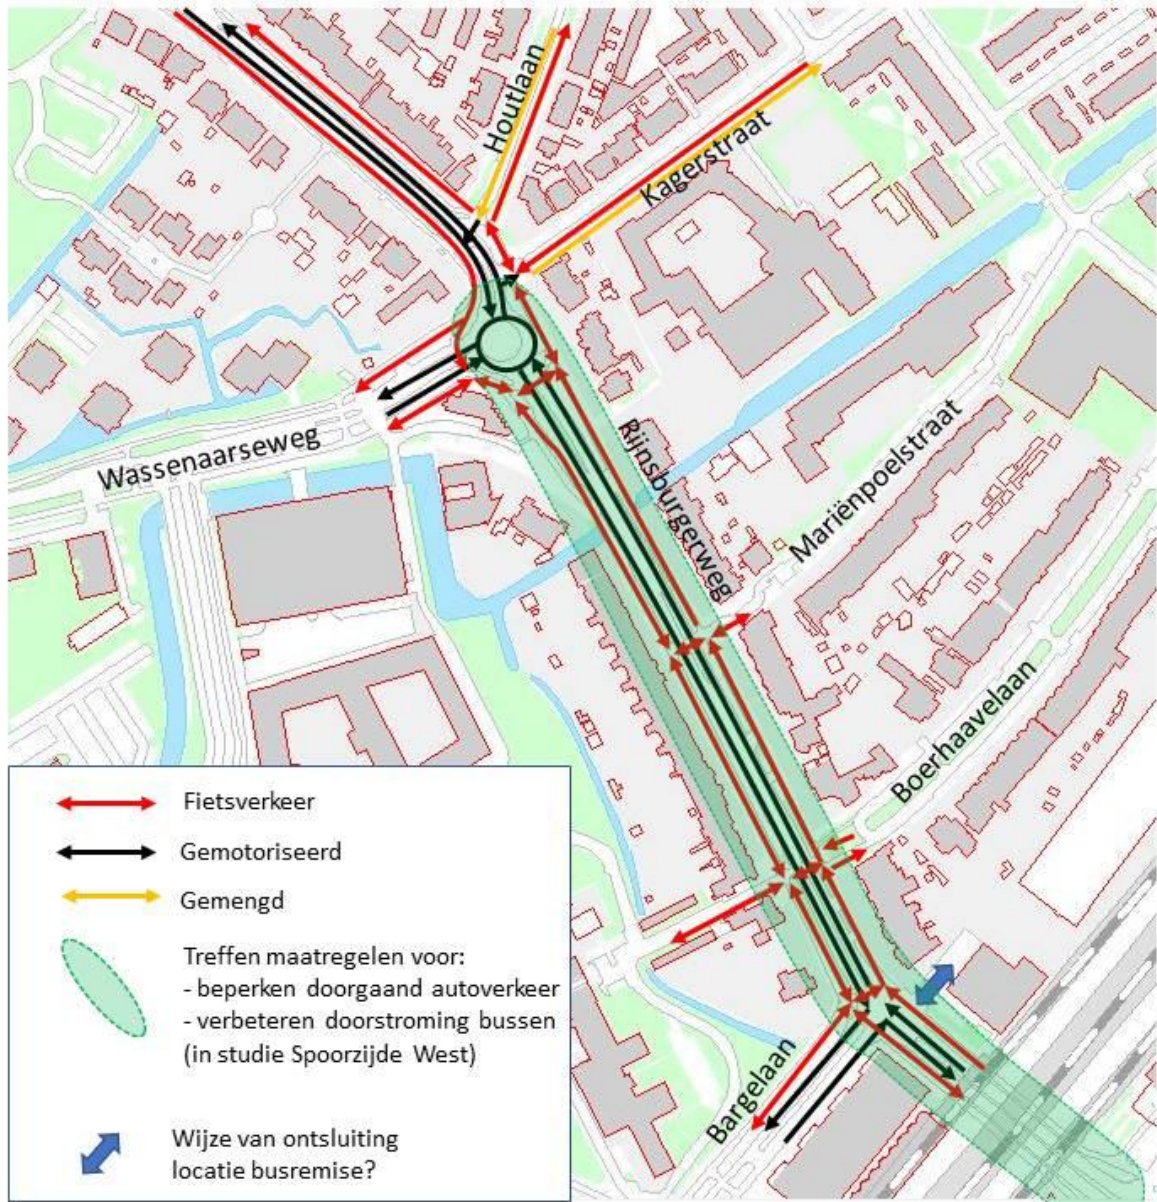 Houtlaan
Kagerstraat
Wassenaarseweg
Rijnsburgerweg
Mariënpoelstraat
Boerhaavelaan
Bargelaan
Fietsverkeer
Gemotoriseerd
Gemengd
Treffen maatregelen voor:
- beperken doorgaand autoverkeer
- verbeteren doorstroming bussen
(in studie Spoorzijde West)
Wijze van ontsluiting
locatie busremise?